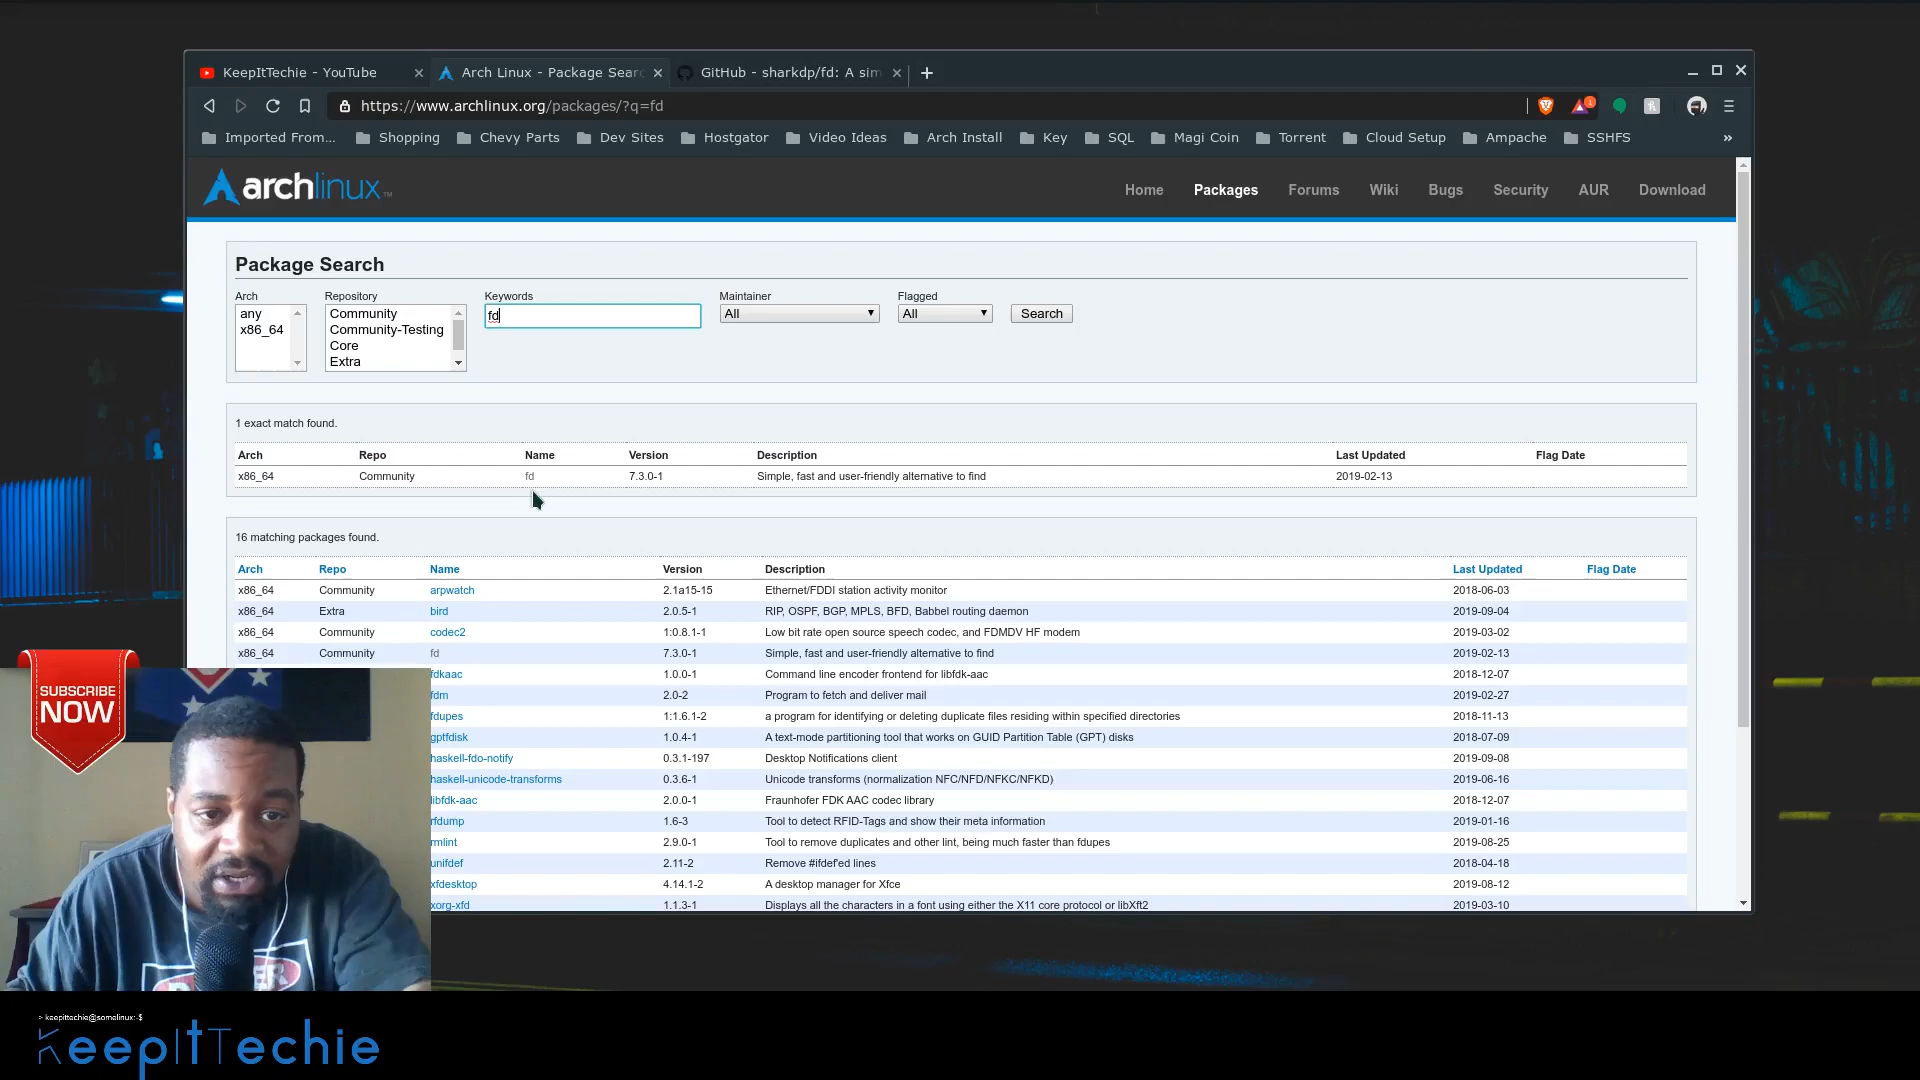 KeepItTechie - YouTube
Arch Linux - Package Searc
GitHub - sharkdp/fd: A sim
https://www.archlinux.org/packages/?q=fd
1
Imported From...
Shopping
Chevy Parts
Dev Sites
Hostgator
Video Ideas
Arch Install
Key
SQL
Magi Coin
Torrent
Cloud Setup
Ampache
SSHFS
»
archlinux™
Home
Packages
Forums
Wiki
Bugs
Security
AUR
Download
Package Search
Arch
Repository
Keywords
Maintainer
Flagged
any
x86_64
Community
Community-Testing
Core
Extra
fd
All
All
Search
1 exact match found.
Arch Repo Name Version Description Last Updated Flag Date
x86_64 Community fd 7.3.0-1 Simple, fast and user-friendly alternative to find 2019-02-13
16 matching packages found.
Arch Repo Name Version Description Last Updated Flag Date
x86_64 Community arpwatch 2.1a15-15 Ethernet/FDDI station activity monitor 2018-06-03
x86_64 Extra bird 2.0.5-1 RIP, OSPF, BGP, MPLS, BFD, Babbel routing daemon 2019-09-04
x86_64 Community codec2 1:0.8.1-1 Low bit rate open source speech codec, and FDMDV HF modem 2019-03-02
x86_64 Community fd 7.3.0-1 Simple, fast and user-friendly alternative to find 2019-02-13
fdkaac 1.0.0-1 Command line encoder frontend for libfdk-aac 2018-12-07
fdm 2.0-2 Program to fetch and deliver mail 2019-02-27
fdupes 1:1.6.1-2 a program for identifying or deleting duplicate files residing within specified directories 2018-11-13
gptfdisk 1.0.4-1 A text-mode partitioning tool that works on GUID Partition Table (GPT) disks 2018-07-09
haskell-fdo-notify 0.3.1-197 Desktop Notifications client 2019-09-08
haskell-unicode-transforms 0.3.6-1 Unicode transforms (normalization NFC/NFD/NFKC/NFKD) 2019-06-16
libfdk-aac 2.0.0-1 Fraunhofer FDK AAC codec library 2018-12-07
rfdump 1.6-3 Tool to detect RFID-Tags and show their meta information 2019-01-16
rmlint 2.9.0-1 Tool to remove duplicates and other lint, being much faster than fdupes 2019-08-25
unifdef 2.11-2 Remove #ifdef'ed lines 2018-04-18
xfdesktop 4.14.1-2 A desktop manager for Xfce 2019-08-12
xorg-xfd 1.1.3-1 Displays all the characters in a font using either the X11 core protocol or libXft2 2019-03-10
SUBSCRIBE
NOW
> keepittechie@somelinux:-$
KeepItTechie